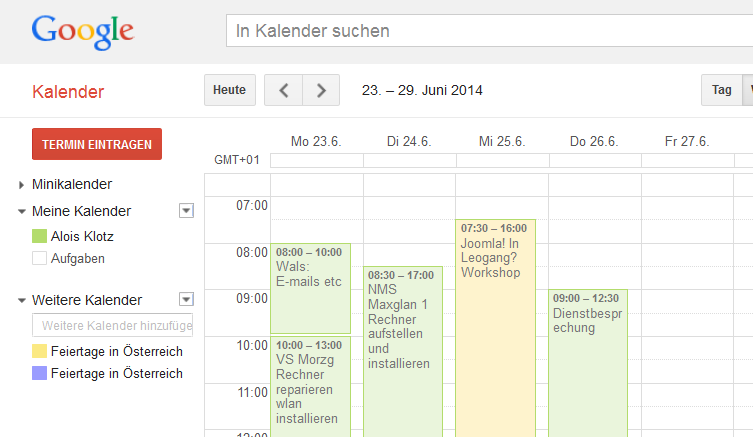 Google
In Kalender suchen
Kalender
Heute
23. – 29. Juni 2014
Tag
TERMIN EINTRAGEN
Minikalender
Meine Kalender
Alois Klotz
Aufgaben
Weitere Kalender
Weitere Kalender hinzufüge
Feiertage in Österreich
Feiertage in Österreich
GMT+01
Mo 23.6.
Di 24.6.
Mi 25.6.
Do 26.6.
Fr 27.6.
07:00
08:00
09:00
10:00
11:00
12:00
08:00 – 10:00
Wals:
E-mails etc
10:00 – 13:00
VS Morzg
Rechner
reparieren
wlan
installieren
08:30 – 17:00
NMS
Maxglan 1
Rechner
aufstellen
und
installieren
07:30 – 16:00
Joomla! In
Leogang?
Workshop
09:00 – 12:30
Dienstbespr
echung